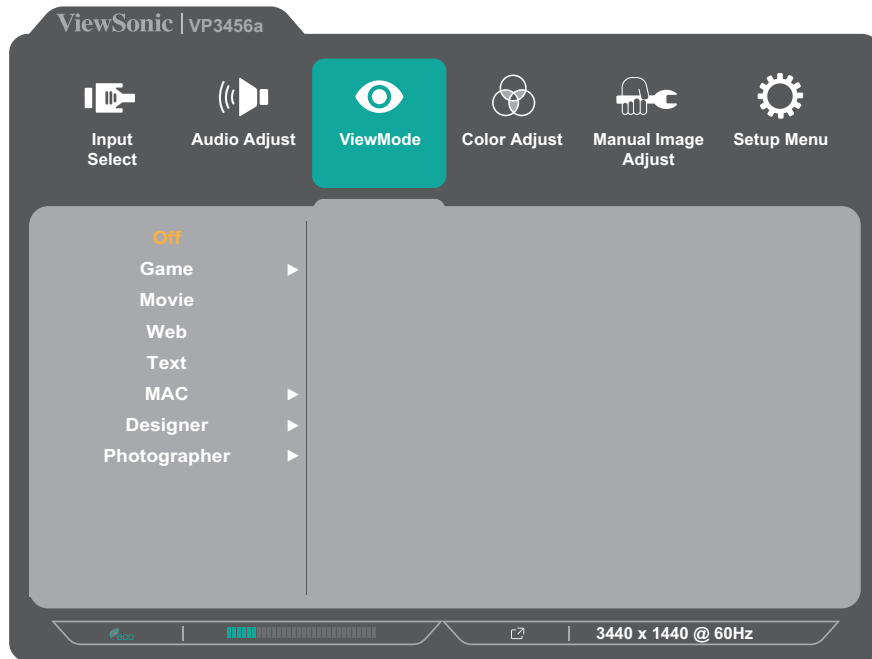 ViewSonic | VP3456a
Input Select
Audio Adjust
ViewMode
Color Adjust
Manual Image Adjust
Setup Menu
Off
Game
Movie
Web
Text
MAC
Designer
Photographer
eco
3440 x 1440 @ 60Hz